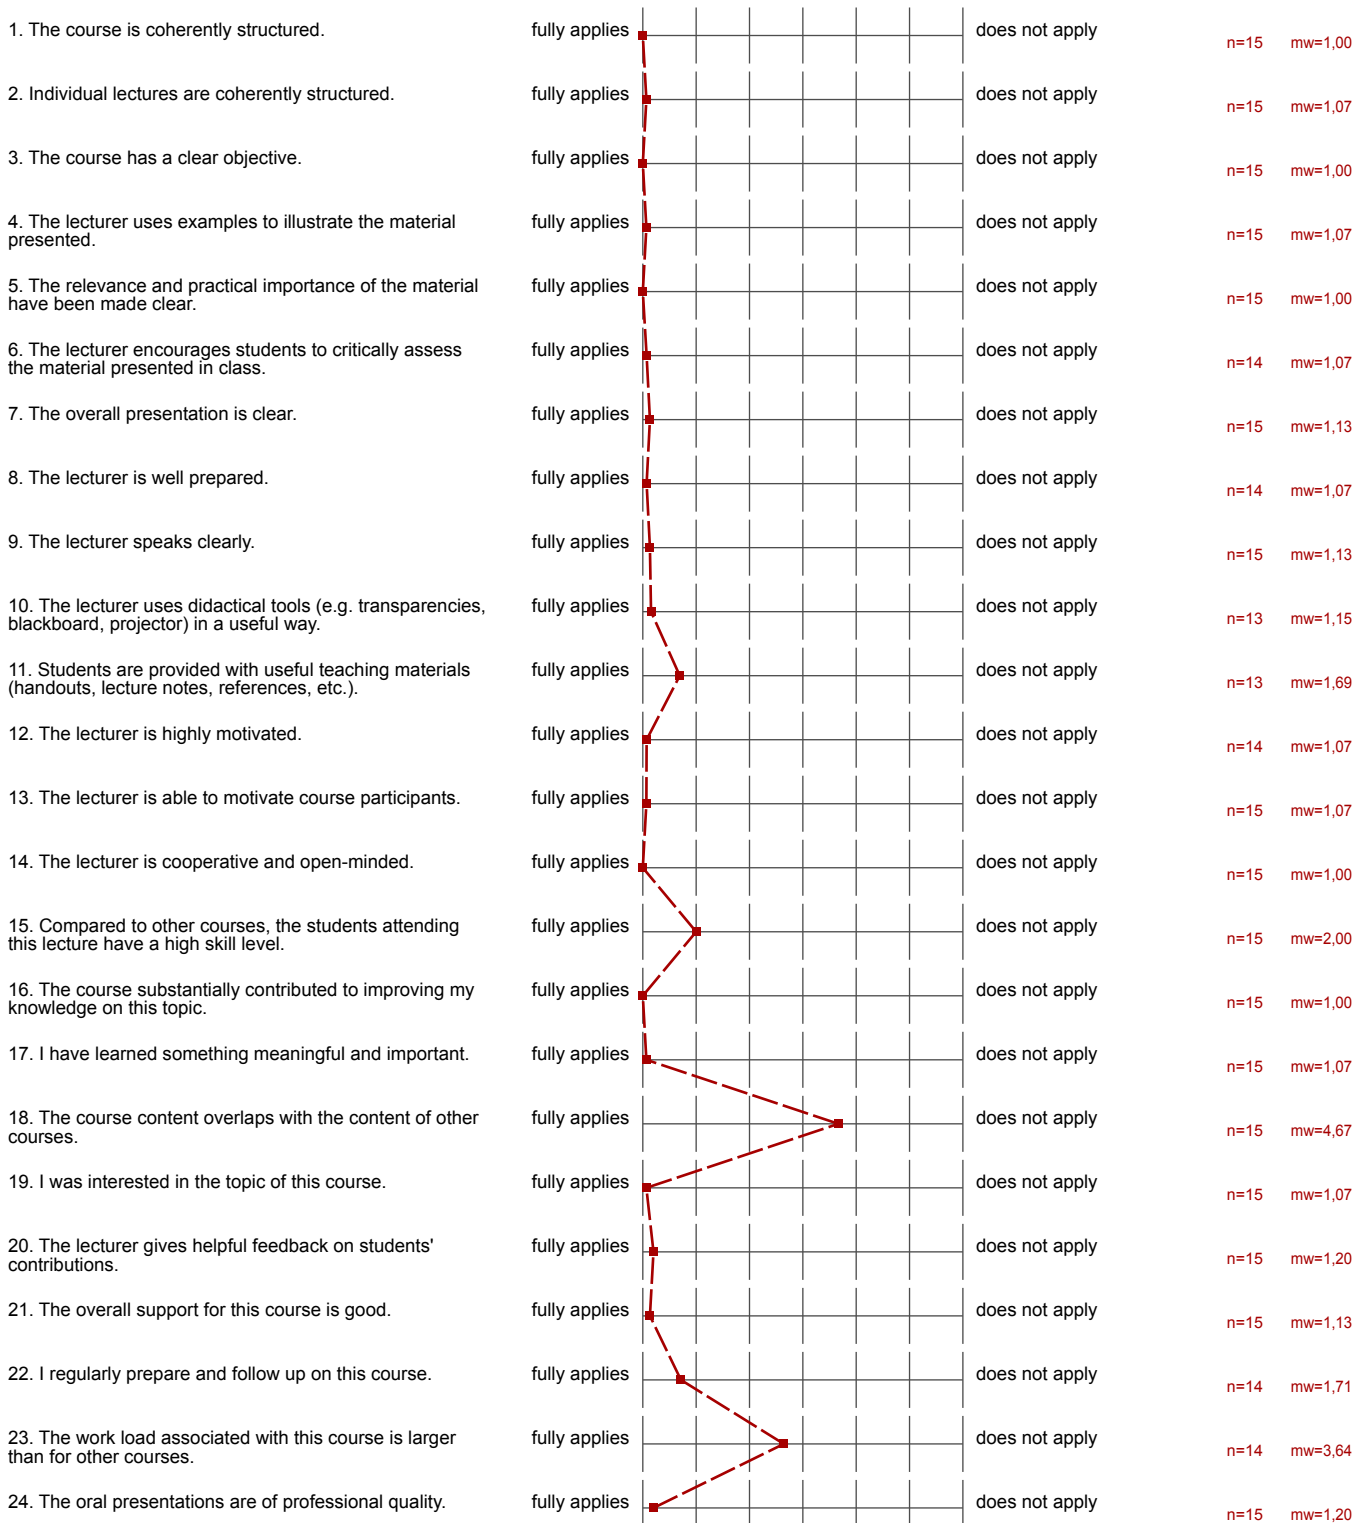 1. The course is coherently structured. fully applies does not apply n=15 mw=1,00
2. Individual lectures are coherently structured. fully applies does not apply n=15 mw=1,07
3. The course has a clear objective. fully applies does not apply n=15 mw=1,00
4. The lecturer uses examples to illustrate the material
presented. fully applies does not apply n=15 mw=1,07
5. The relevance and practical importance of the material
have been made clear. fully applies does not apply n=15 mw=1,00
6. The lecturer encourages students to critically assess
the material presented in class. fully applies does not apply n=14 mw=1,07
7. The overall presentation is clear. fully applies does not apply n=15 mw=1,13
8. The lecturer is well prepared. fully applies does not apply n=14 mw=1,07
9. The lecturer speaks clearly. fully applies does not apply n=15 mw=1,13
10. The lecturer uses didactical tools (e.g. transparencies,
blackboard, projector) in a useful way. fully applies does not apply n=13 mw=1,15
11. Students are provided with useful teaching materials
(handouts, lecture notes, references, etc.). fully applies does not apply n=13 mw=1,69
12. The lecturer is highly motivated. fully applies does not apply n=14 mw=1,07
13. The lecturer is able to motivate course participants. fully applies does not apply n=15 mw=1,07
14. The lecturer is cooperative and open-minded. fully applies does not apply n=15 mw=1,00
15. Compared to other courses, the students attending
this lecture have a high skill level. fully applies does not apply n=15 mw=2,00
16. The course substantially contributed to improving my
knowledge on this topic. fully applies does not apply n=15 mw=1,00
17. I have learned something meaningful and important. fully applies does not apply n=15 mw=1,07
18. The course content overlaps with the content of other
courses. fully applies does not apply n=15 mw=4,67
19. I was interested in the topic of this course. fully applies does not apply n=15 mw=1,07
20. The lecturer gives helpful feedback on students'
contributions. fully applies does not apply n=15 mw=1,20
21. The overall support for this course is good. fully applies does not apply n=15 mw=1,13
22. I regularly prepare and follow up on this course. fully applies does not apply n=14 mw=1,71
23. The work load associated with this course is larger
than for other courses. fully applies does not apply n=14 mw=3,64
24. The oral presentations are of professional quality. fully applies does not apply n=15 mw=1,20